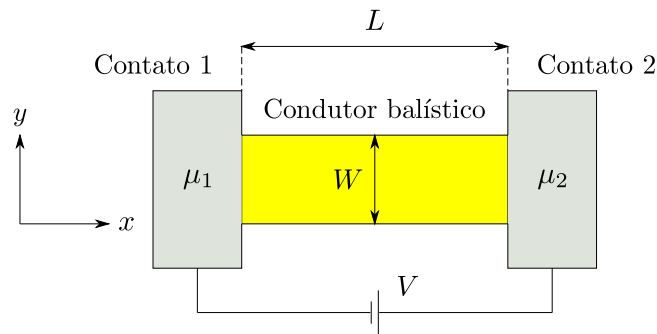 L
Contato 1
Contato 2
y
Condutor balístico
μ₁
W
μ₂
x
V